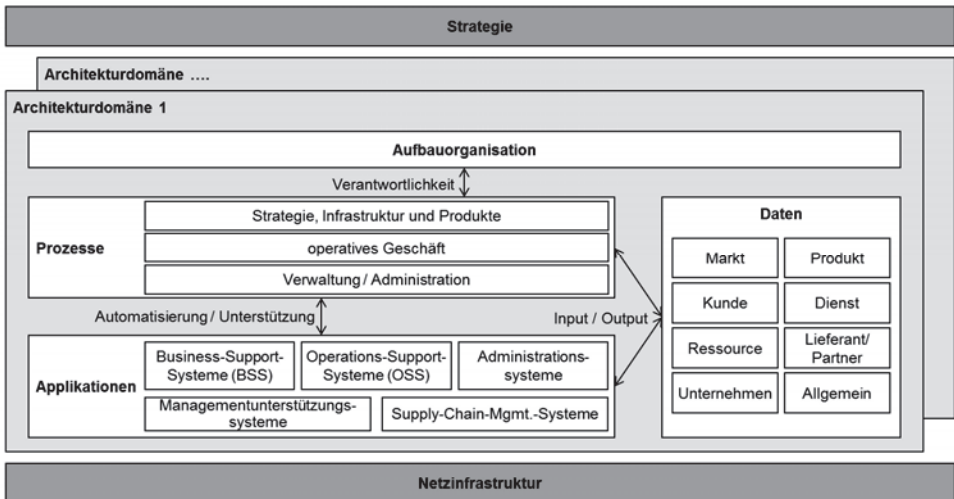 Strategie
Architekturdomäne ....
Architekturdomäne 1
Aufbauorganisation
Verantwortlichkeit
Prozesse
Strategie, Infrastruktur und Produkte
operatives Geschäft
Verwaltung / Administration
Automatisierung / Unterstützung
Input / Output
Applikationen
Business-Support-
Systeme (BSS)
Operations-Support-
Systeme (OSS)
Administrations-
systeme
Managementunterstützungs-
systeme
Supply-Chain-Mgmt.-Systeme
Daten
Markt
Produkt
Kunde
Dienst
Ressource
Lieferant/
Partner
Unternehmen
Allgemein
Netzinfrastruktur